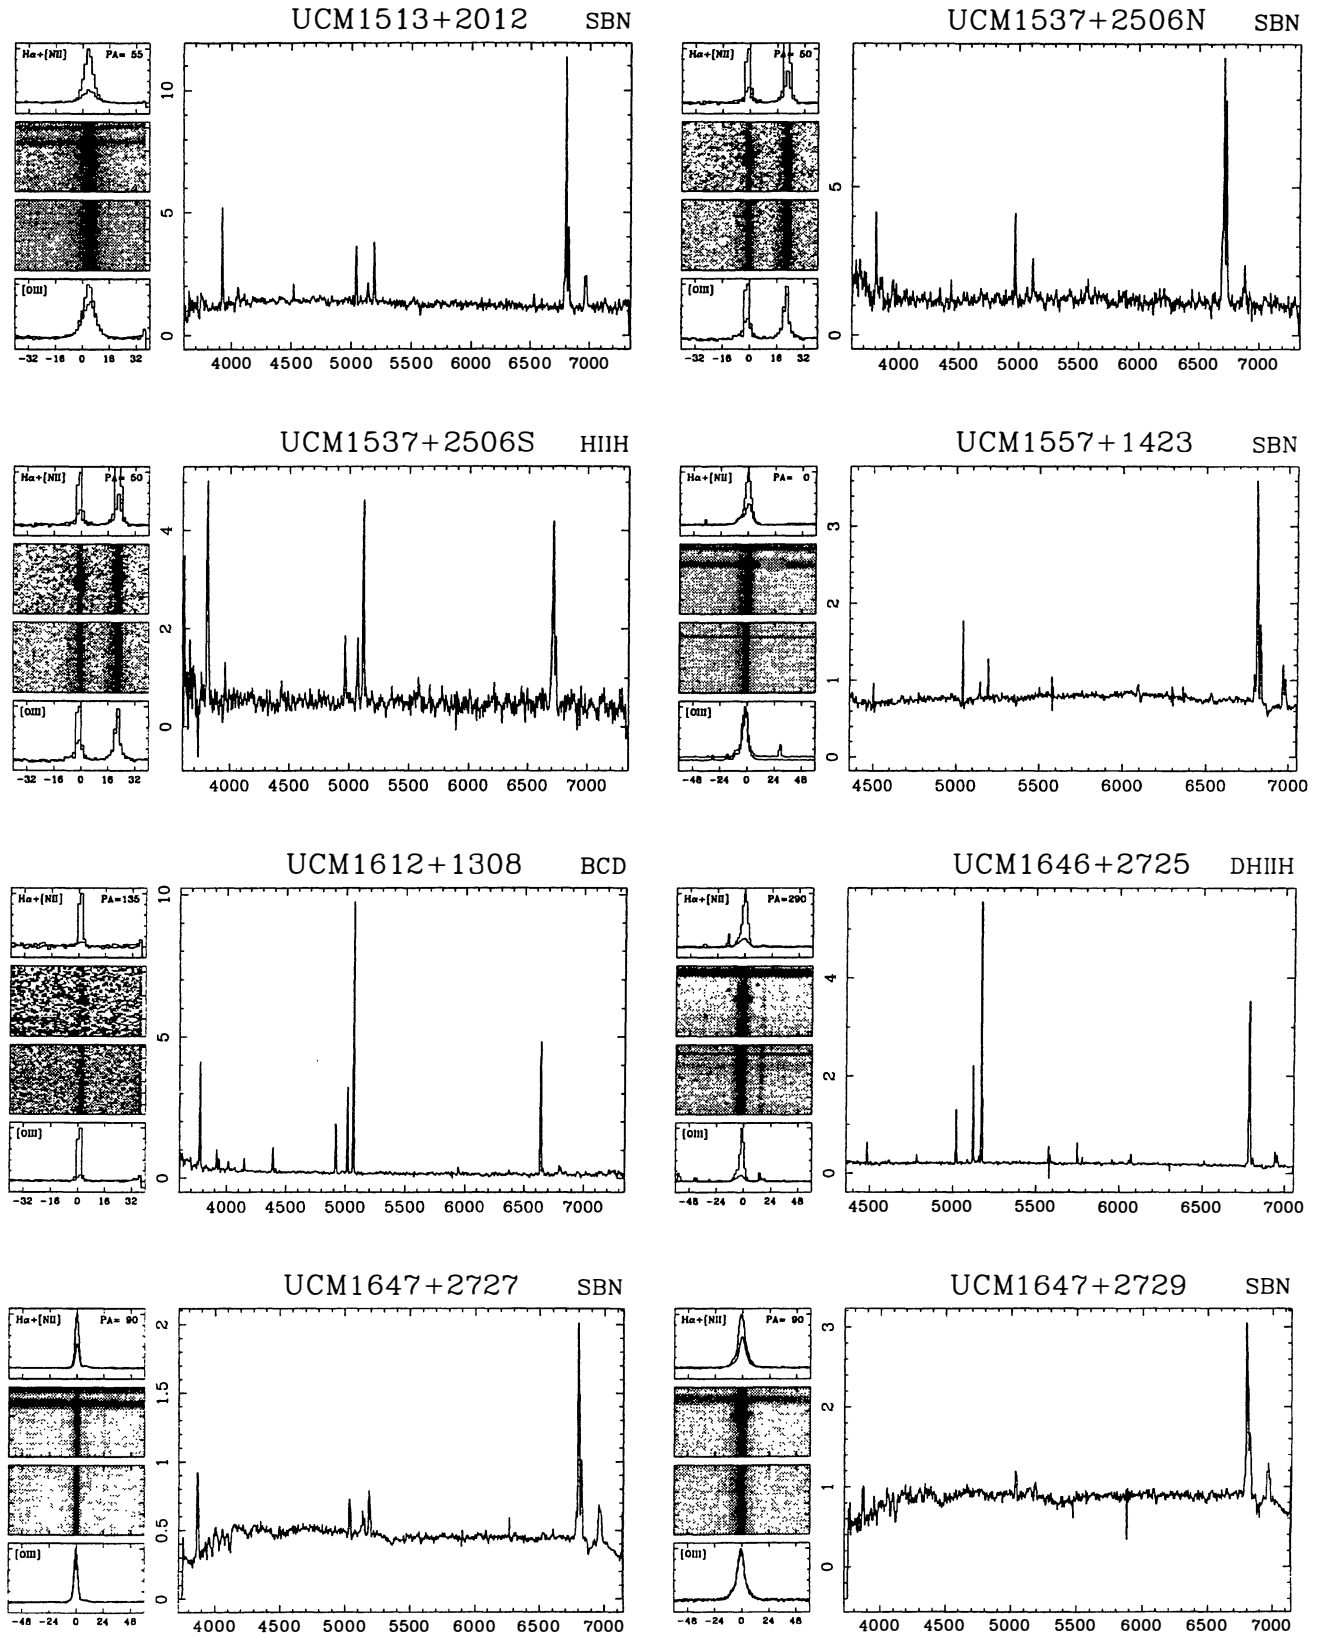 UCM1513+2012 SBN
Hα+[NII] PA= 55
[OIII]
−32 −16 0 16 32
10
5
0
4000 4500 5000 5500 6000 6500 7000
UCM1537+2506N SBN
Hα+[NII] PA= 50
[OIII]
−32 −16 0 16 32
5
0
4000 4500 5000 5500 6000 6500 7000
UCM1537+2506S HIIH
Hα+[NII] PA= 50
[OIII]
−32 −16 0 16 32
4
2
0
4000 4500 5000 5500 6000 6500 7000
UCM1557+1423 SBN
Hα+[NII] PA= 0
[OIII]
−48 −24 0 24 48
3
2
1
0
4500 5000 5500 6000 6500 7000
UCM1612+1308 BCD
Hα+[NII] PA=135
[OIII]
−32 −16 0 16 32
10
5
0
4000 4500 5000 5500 6000 6500 7000
UCM1646+2725 DHIIH
Hα+[NII] PA=290
[OIII]
−48 −24 0 24 48
4
2
0
4500 5000 5500 6000 6500 7000
UCM1647+2727 SBN
Hα+[NII] PA= 90
[OIII]
−48 −24 0 24 48
2
1.5
1
0.5
0
4000 4500 5000 5500 6000 6500 7000
UCM1647+2729 SBN
Hα+[NII] PA= 90
[OIII]
−48 −24 0 24 48
3
2
1
0
4000 4500 5000 5500 6000 6500 7000